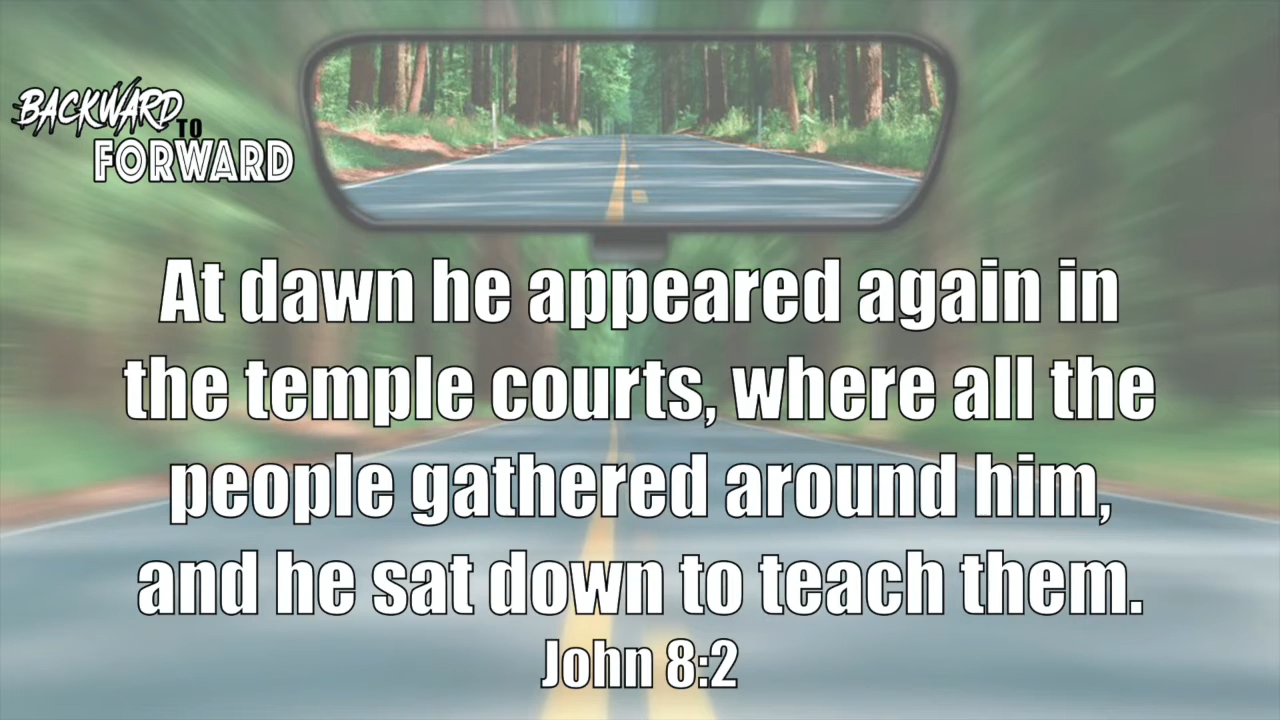 BACKWARD
TO
FORWARD
At dawn he appeared again in
the temple courts, where all the
people gathered around him,
and he sat down to teach them.
John 8:2